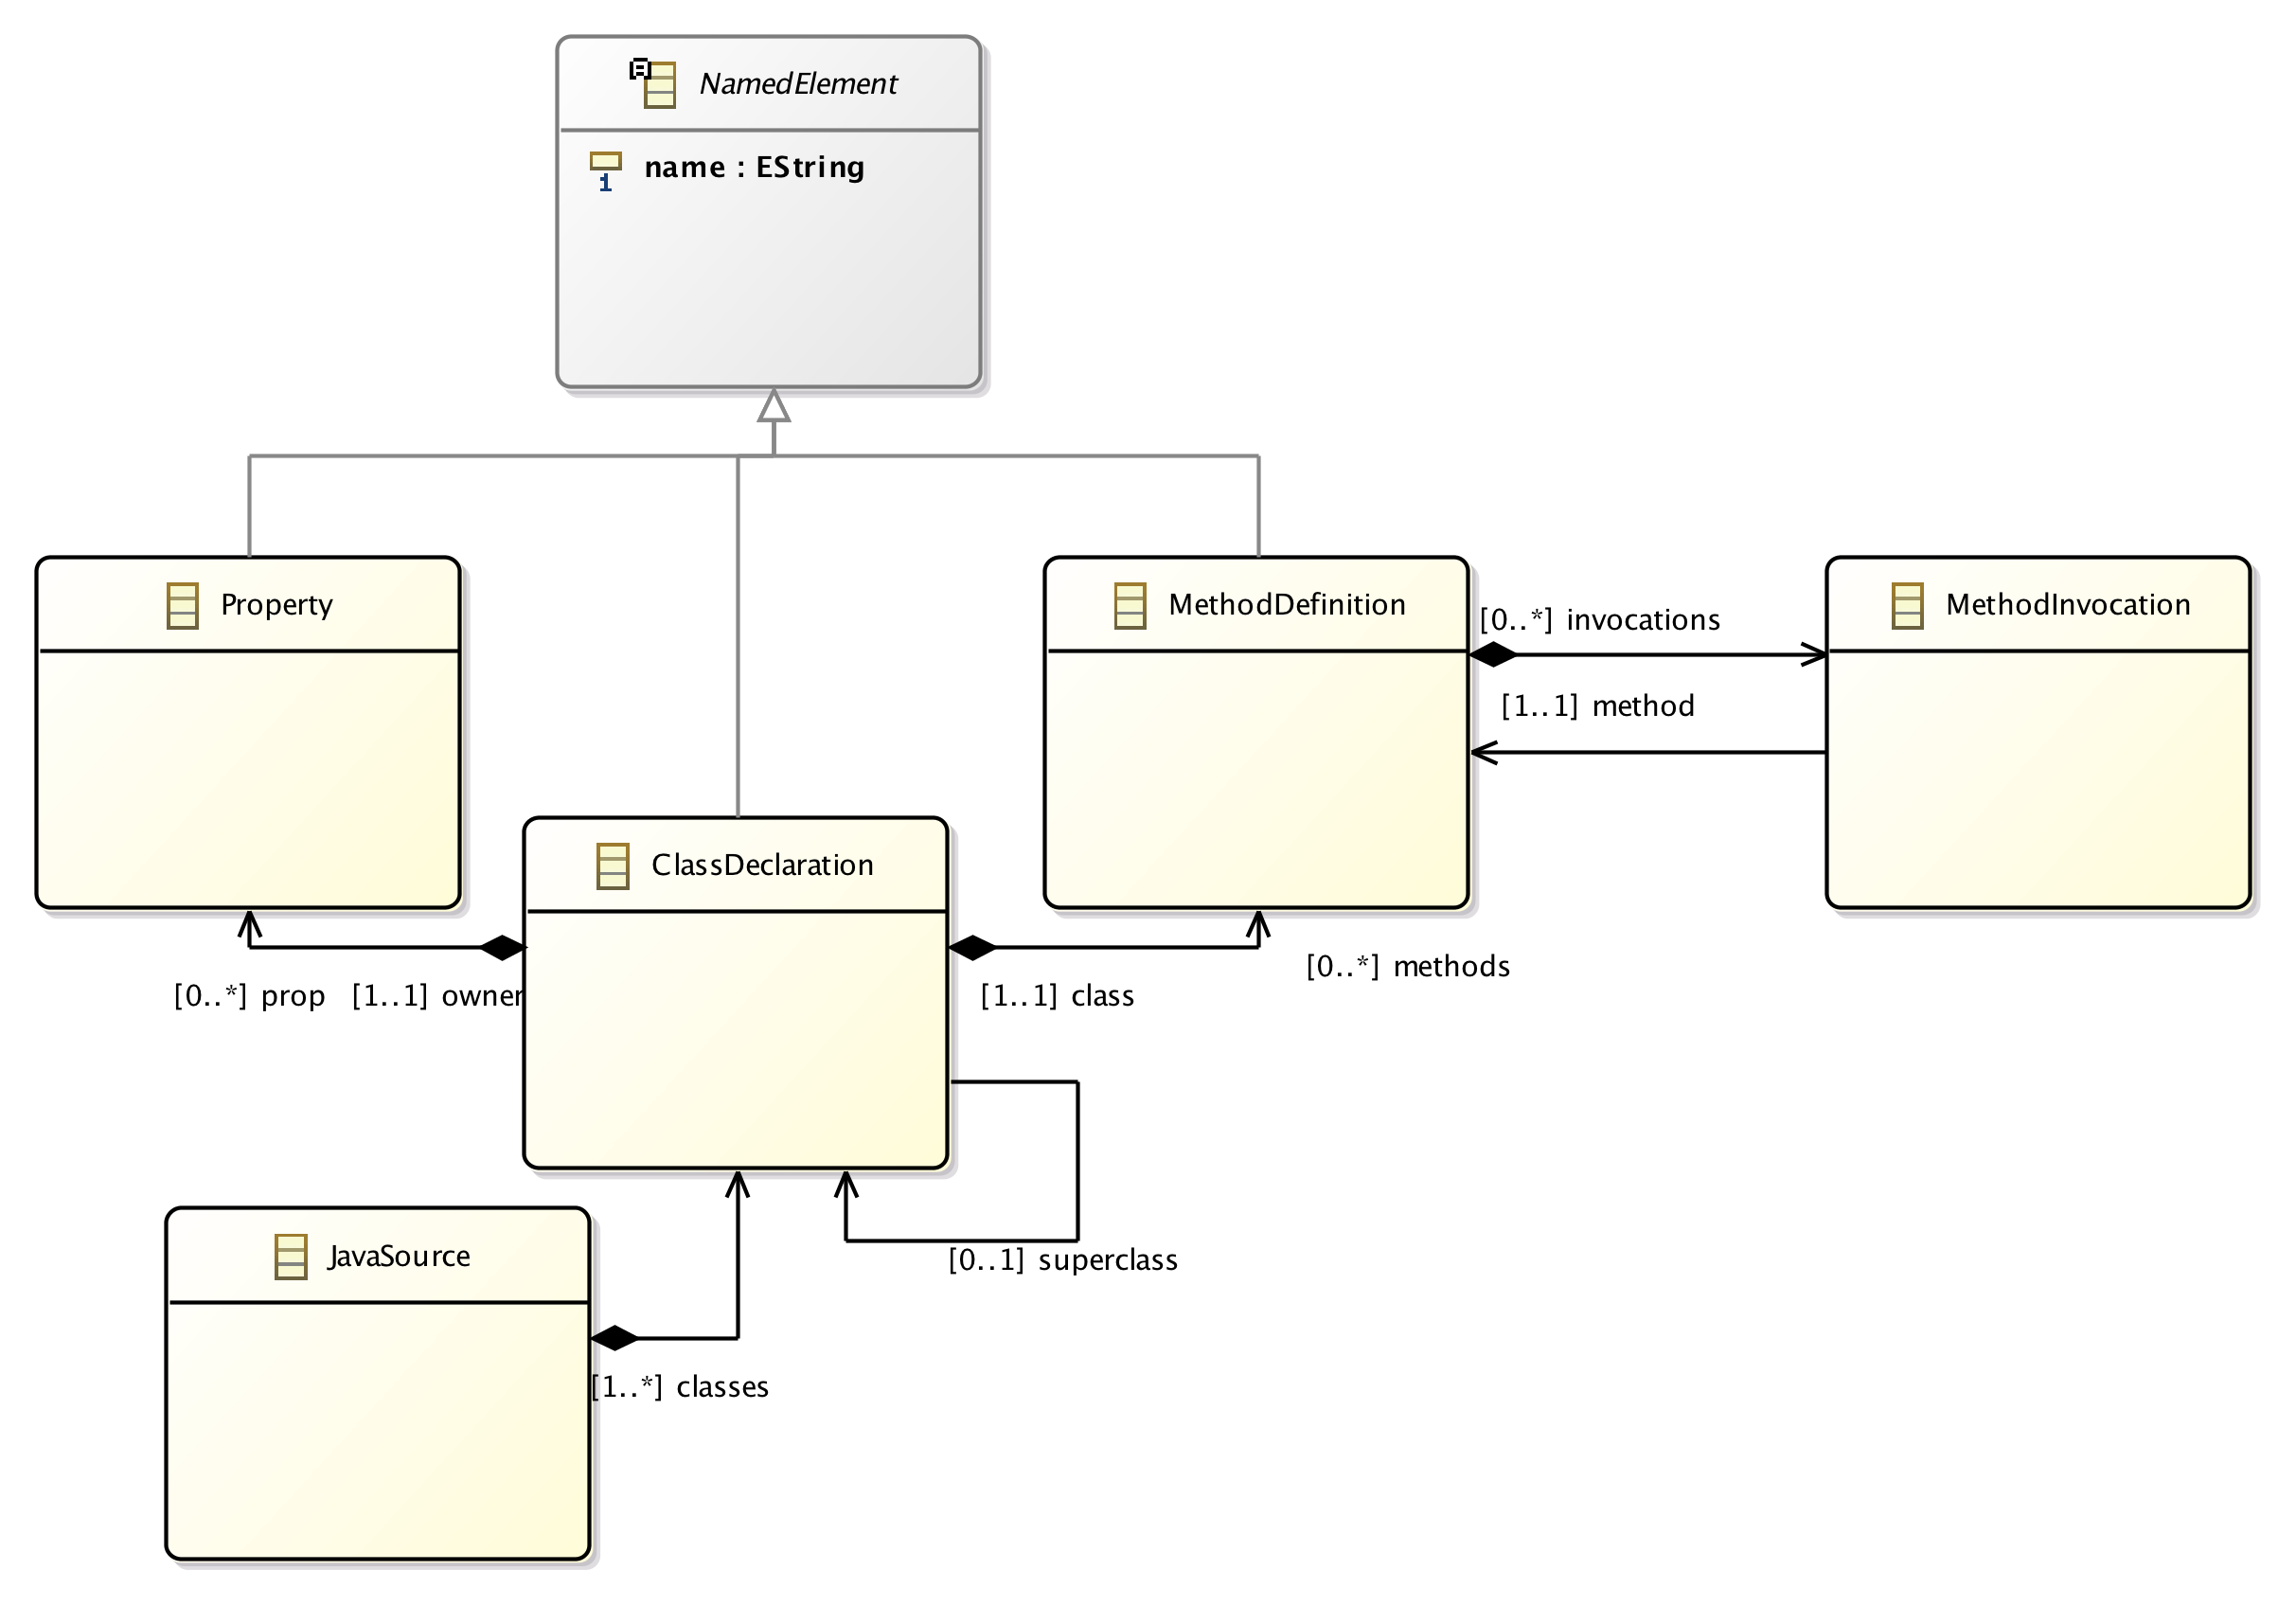 NamedElement
1
name : EString
Property
MethodDefinition
MethodInvocation
[0..*] invocations
[1..1] method
ClassDeclaration
[0..*] prop
[1..1] owner
[1..1] class
[0..*] methods
JavaSource
[0..1] superclass
[1..*] classes